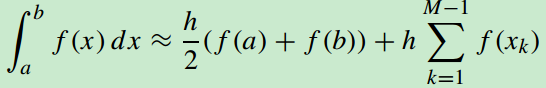 ∫_a^b f(x) dx ≈ h/2 (f(a) + f(b)) + h ∑_{k=1}^{M−1} f(x_k)